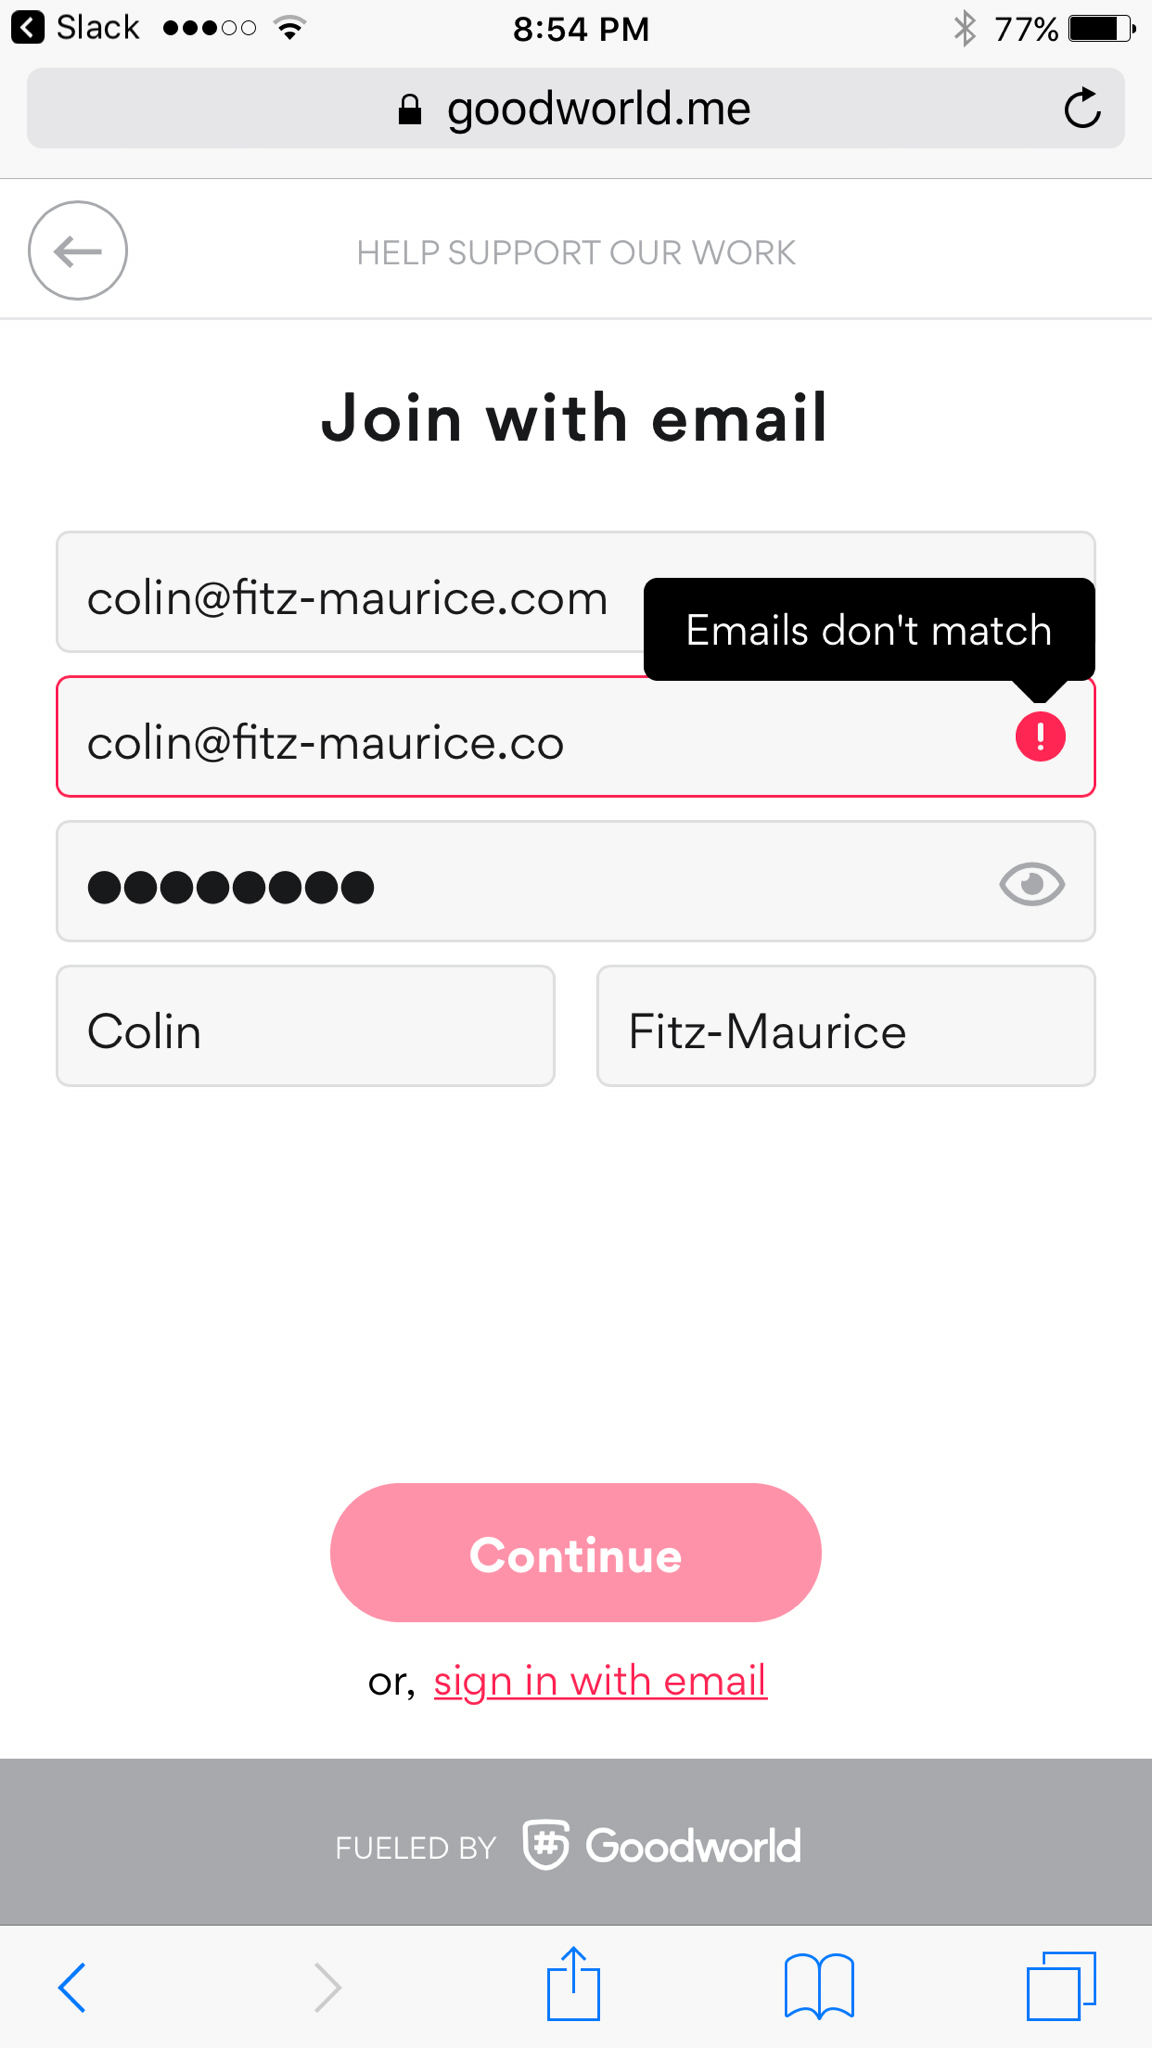 Slack 8:54 PM 77%
goodworld.me
HELP SUPPORT OUR WORK
Join with email
colin@fitz-maurice.com
Emails don't match
colin@fitz-maurice.co
Colin Fitz-Maurice
Continue
or, sign in with email
FUELED BY Goodworld